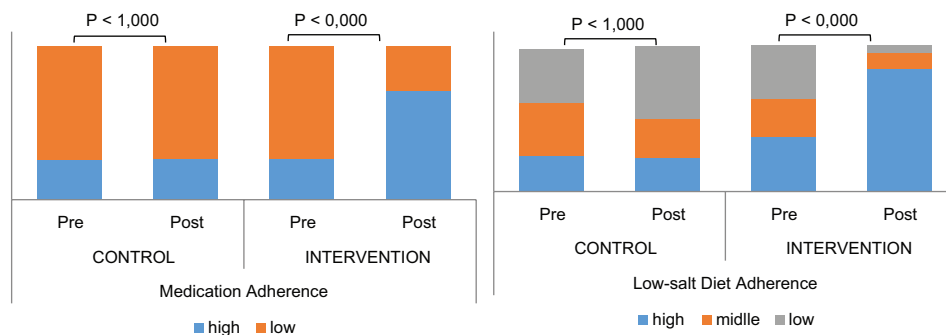 P < 1,000 P < 0,000
Pre Post Pre Post
CONTROL INTERVENTION
Medication Adherence
high low
P < 1,000 P < 0,000
Pre Post Pre Post
CONTROL INTERVENTION
Low-salt Diet Adherence
high midlle low